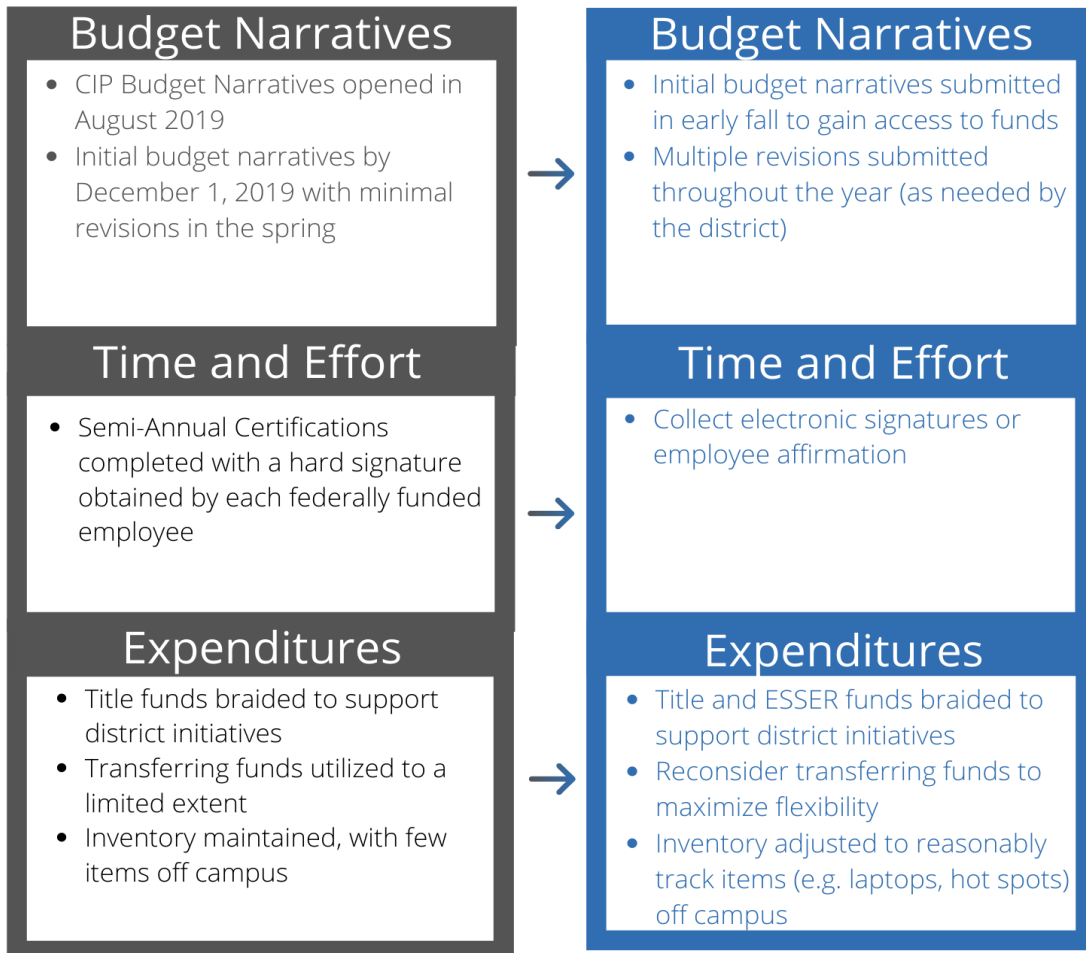 Budget Narratives
• CIP Budget Narratives opened in
August 2019
• Initial budget narratives by
December 1, 2019 with minimal
revisions in the spring
Budget Narratives
• Initial budget narratives submitted
in early fall to gain access to funds
• Multiple revisions submitted
throughout the year (as needed by
the district)
Time and Effort
• Semi-Annual Certifications
completed with a hard signature
obtained by each federally funded
employee
Time and Effort
• Collect electronic signatures or
employee affirmation
Expenditures
• Title funds braided to support
district initiatives
• Transferring funds utilized to a
limited extent
• Inventory maintained, with few
items off campus
Expenditures
• Title and ESSER funds braided to
support district initiatives
• Reconsider transferring funds to
maximize flexibility
• Inventory adjusted to reasonably
track items (e.g. laptops, hot spots)
off campus